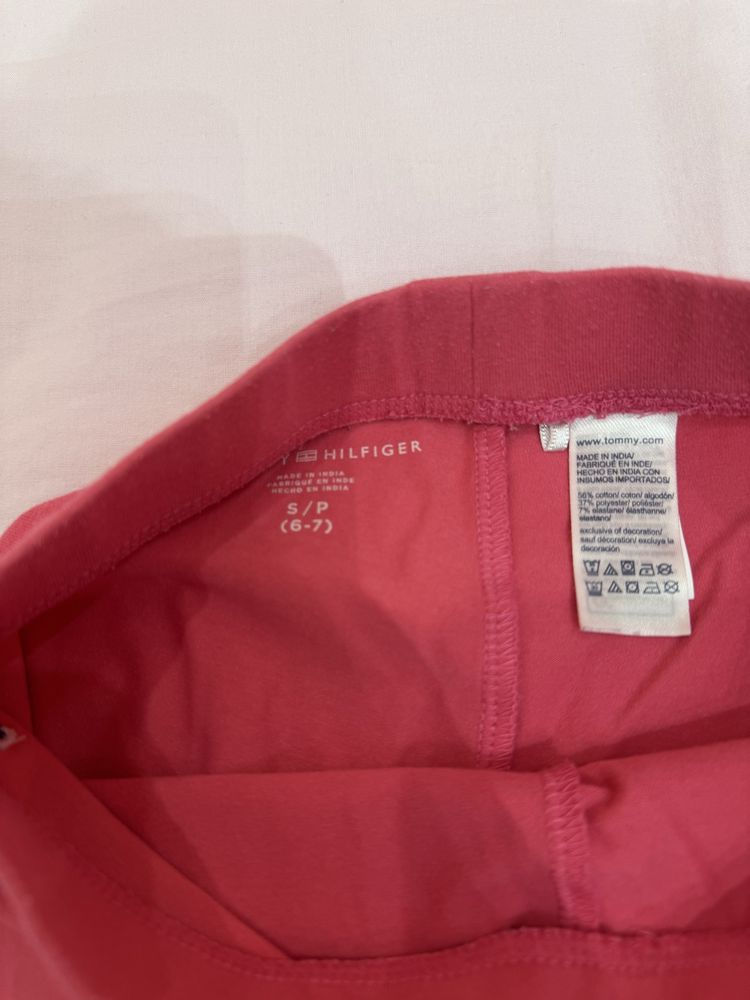 Y HILFIGER
MADE IN INDIA
FABRIQUÉ EN INDE
HECHO EN INDIA
S/P
(6-7)
www.tommy.com
MADE IN INDIA/
FABRIQUÉ EN INDE/
HECHO EN INDIA CON
INSUMOS IMPORTADOS/
56% cotton/ coton/ algodón/
37% polyester/ poliéster/
7% elastane/ élasthanne/
elastano/
exclusive of decoration/
sauf décoration/ excluye la
decoración